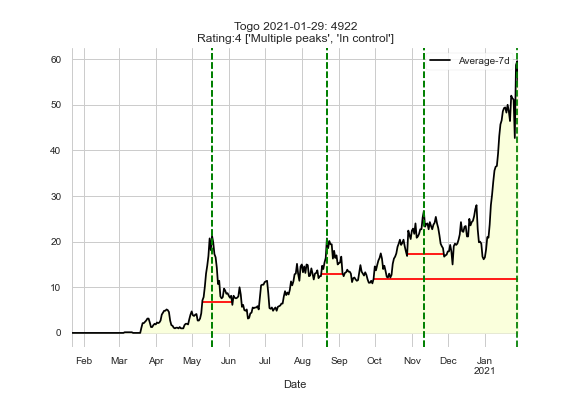 Togo 2021-01-29: 4922
Rating:4 ['Multiple peaks', 'In control']
Average-7d
60
50
40
30
20
10
0
Feb Mar Apr May Jun Jul Aug Sep Oct Nov Dec Jan
2021
Date